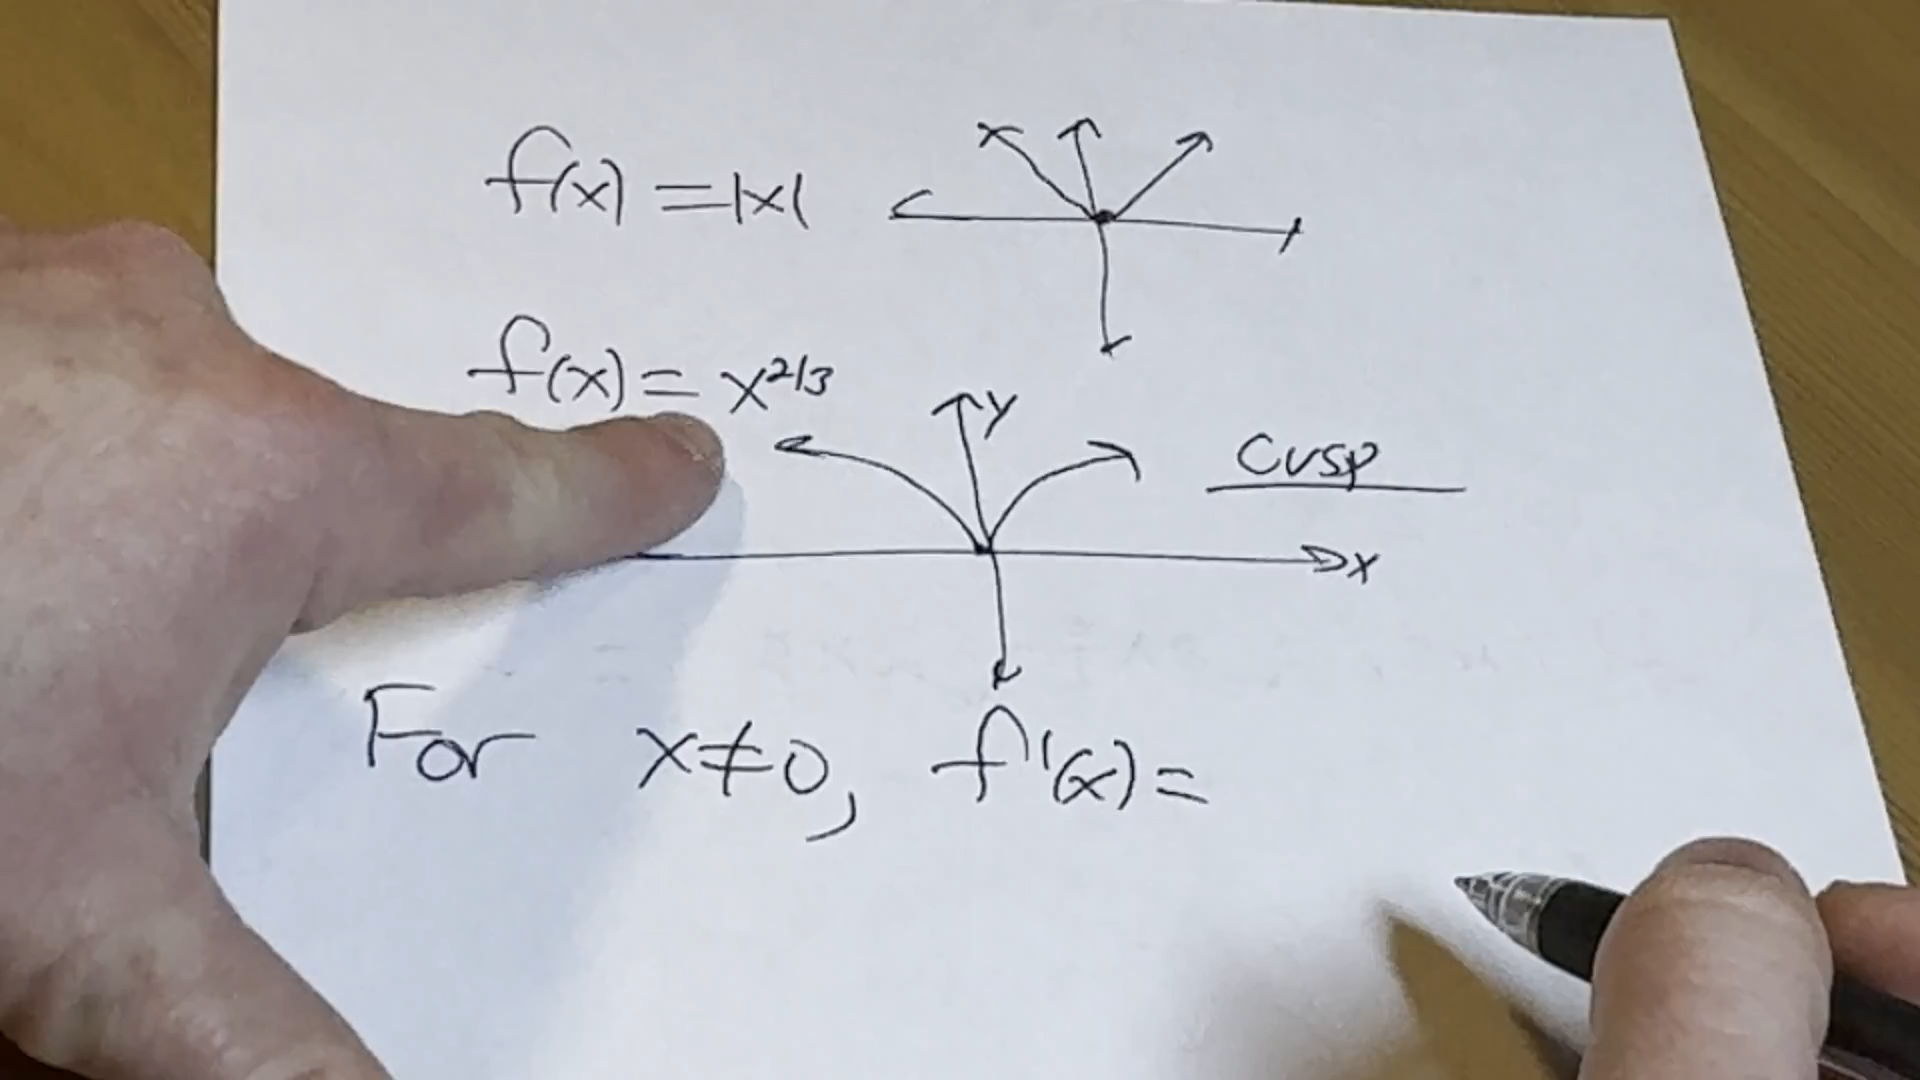 f(x) = |x|
f(x) = x^{2/3}
y
Cusp
x
For x≠0, f'(x) =